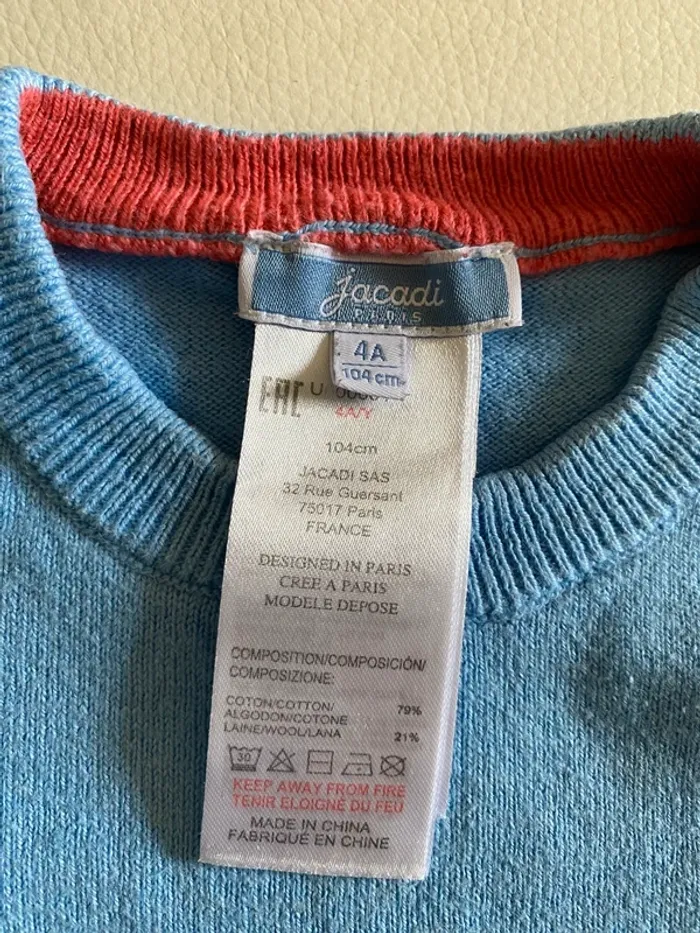 jacadi
PARIS
4A
104 cm
EAC U
4A/Y
104cm
JACADI SAS
32 Rue Guersant
75017 Paris
FRANCE
DESIGNED IN PARIS
CREE A PARIS
MODELE DEPOSE
COMPOSITION/COMPOSICIÓN/
COMPOSIZIONE:
COTON/COTTON/ 79%
ALGODON/COTONE
LAINE/WOOL/LANA 21%
30
KEEP AWAY FROM FIRE
TENIR ELOIGNÉ DU FEU
MADE IN CHINA
FABRIQUÉ EN CHINE